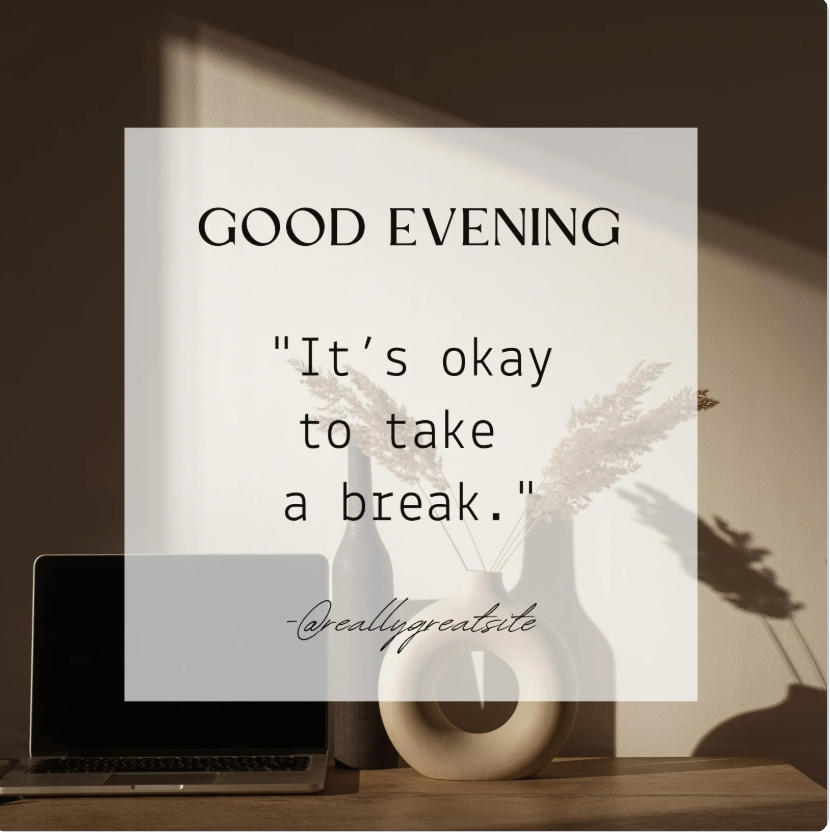 GOOD EVENING
"It’s okay
to take
a break."
-@reallygreatsite